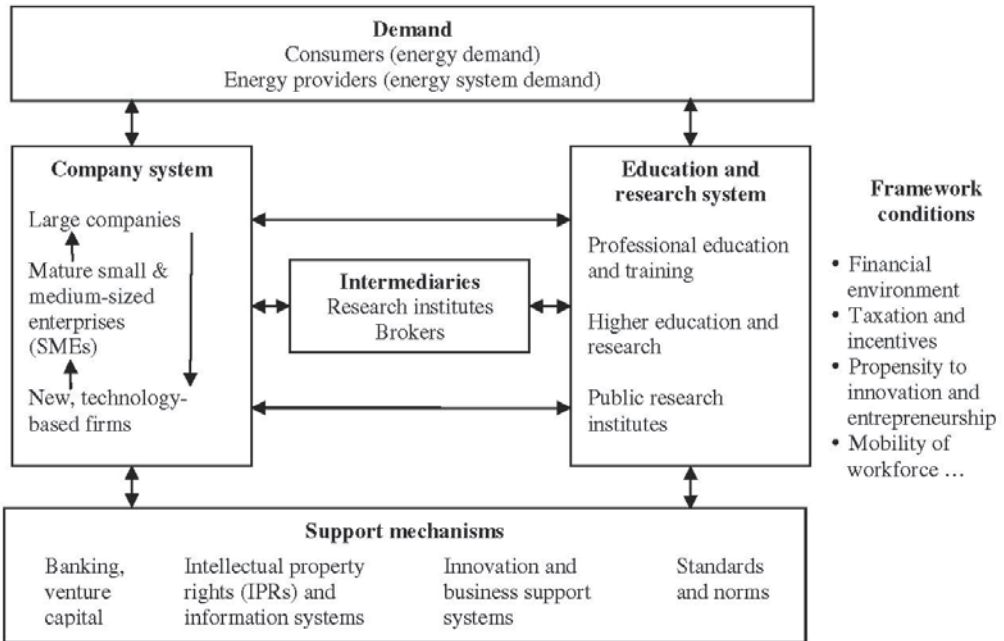 Demand
Consumers (energy demand)
Energy providers (energy system demand)
Company system
Large companies
Mature small &
medium-sized
enterprises
(SMEs)
New, technology-
based firms
Intermediaries
Research institutes
Brokers
Education and
research system
Professional education
and training
Higher education and
research
Public research
institutes
Framework
conditions
• Financial
environment
• Taxation and
incentives
• Propensity to
innovation and
entrepreneurship
• Mobility of
workforce ...
Support mechanisms
Banking,
venture
capital
Intellectual property
rights (IPRs) and
information systems
Innovation and
business support
systems
Standards
and norms